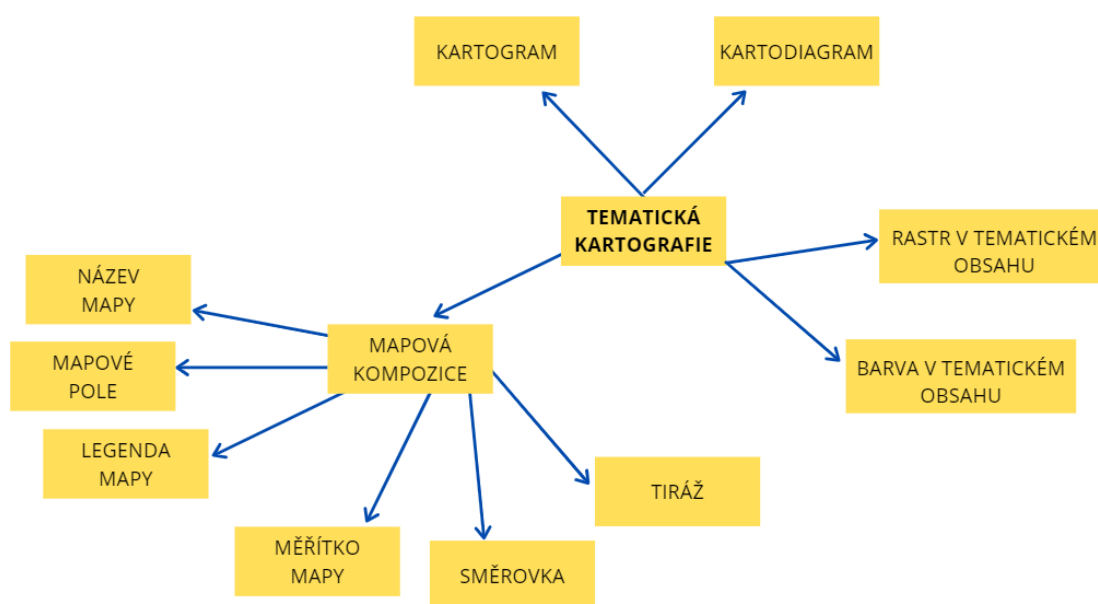 KARTOGRAM
KARTODIAGRAM
TEMATICKÁ
KARTOGRAFIE
RASTR V TEMATICKÉM
OBSAHU
BARVA V TEMATICKÉM
OBSAHU
MAPOVÁ
KOMPOZICE
NÁZEV
MAPY
MAPOVÉ
POLE
LEGENDA
MAPY
MĚŘÍTKO
MAPY
SMĚROVKA
TIRÁŽ